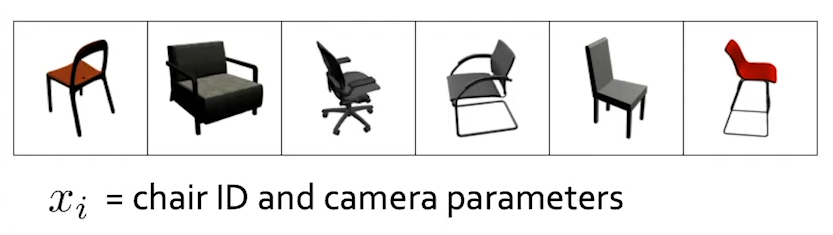 x_i = chair ID and camera parameters